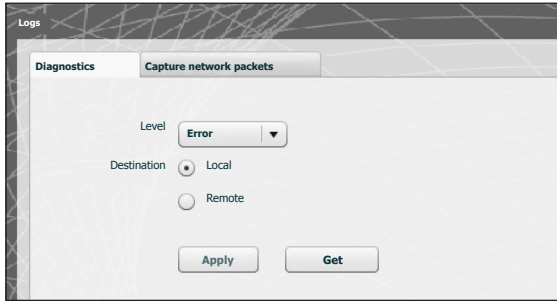 Logs
Diagnostics
Capture network packets
Level
Error
Destination
Local
Remote
Apply
Get